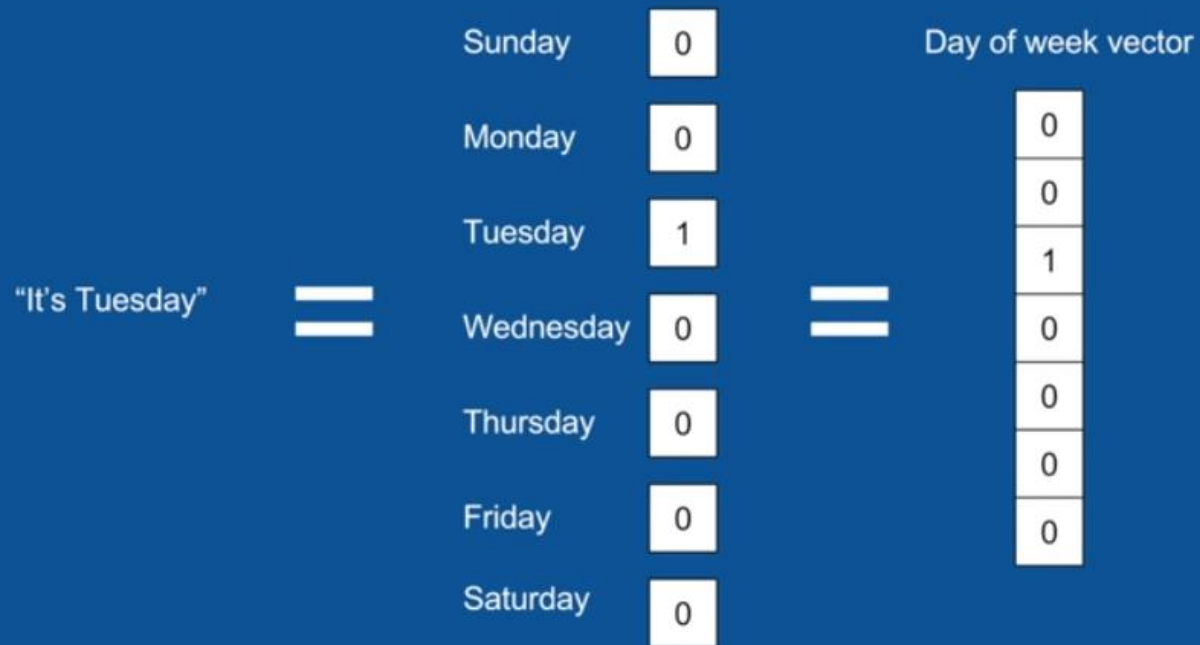 Sunday 0
Day of week vector
Monday 0
Tuesday 1
“It's Tuesday”
Wednesday 0
Thursday 0
Friday 0
Saturday 0
0
0
1
0
0
0
0